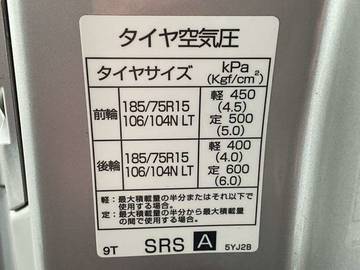 タイヤ空気圧
タイヤサイズ kPa
(Kgf/cm²)
前輪 185/75R15
106/104N LT 軽 450
(4.5)
定 500
(5.0)
後輪 185/75R15
106/104N LT 軽 400
(4.0)
定 600
(6.0)
軽:最大積載量の半分またはそれ以下で
使用する場合。
定:最大積載量の半分から最大積載量
の間で使用する場合。
9T SRS A 5YJ2B